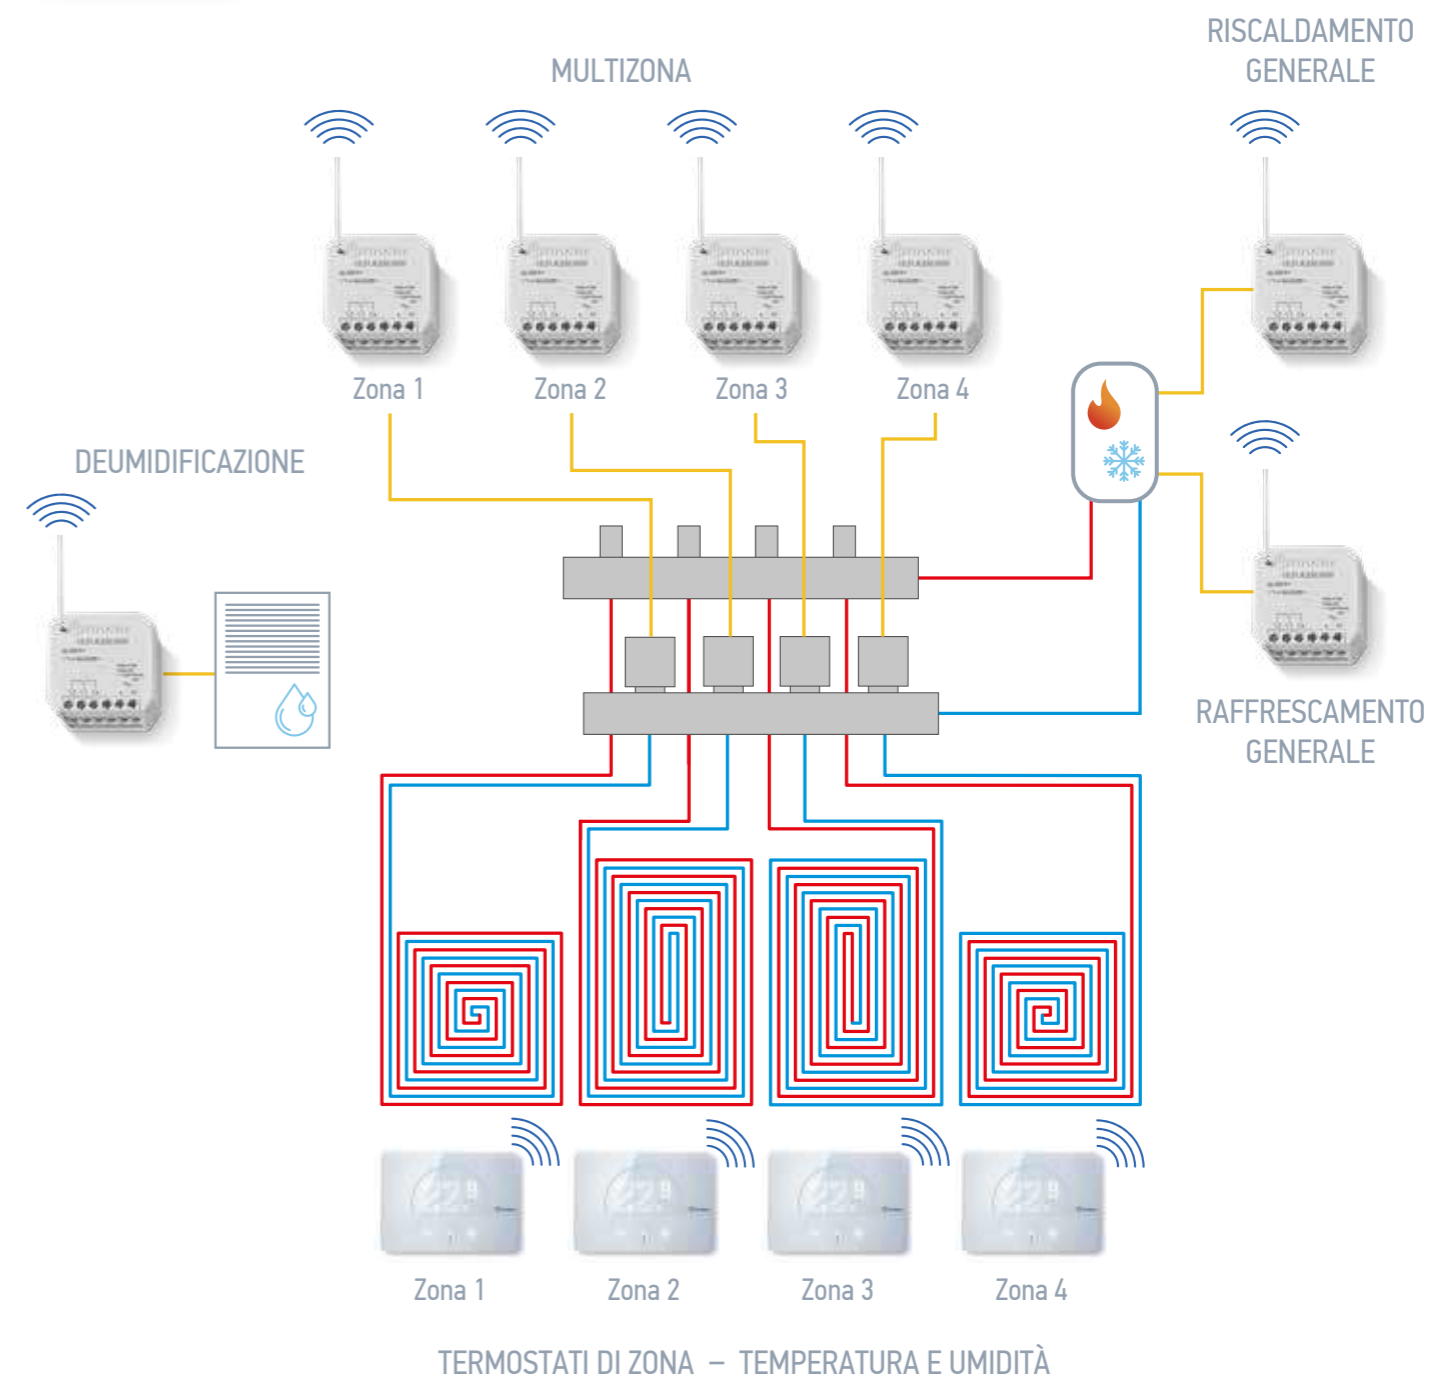 RISCALDAMENTO
GENERALE
MULTIZONA
Zona 1
Zona 2
Zona 3
Zona 4
DEUMIDIFICAZIONE
RAFFRESCAMENTO
GENERALE
Zona 1
Zona 2
Zona 3
Zona 4
TERMOSTATI DI ZONA – TEMPERATURA E UMIDITÀ